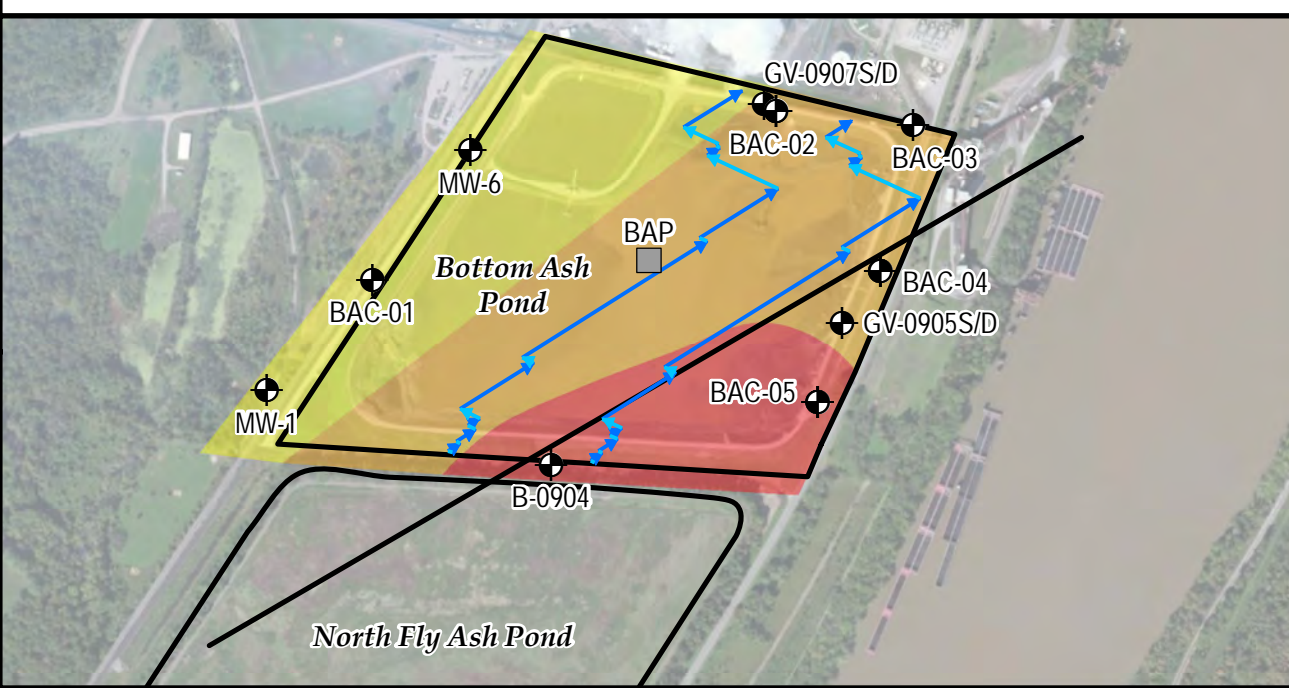 GV-0907S/D
BAC-02
BAC-03
MW-6
BAP
Bottom Ash
Pond
BAC-04
BAC-01
GV-0905S/D
BAC-05
MW-1
B-0904
North Fly Ash Pond